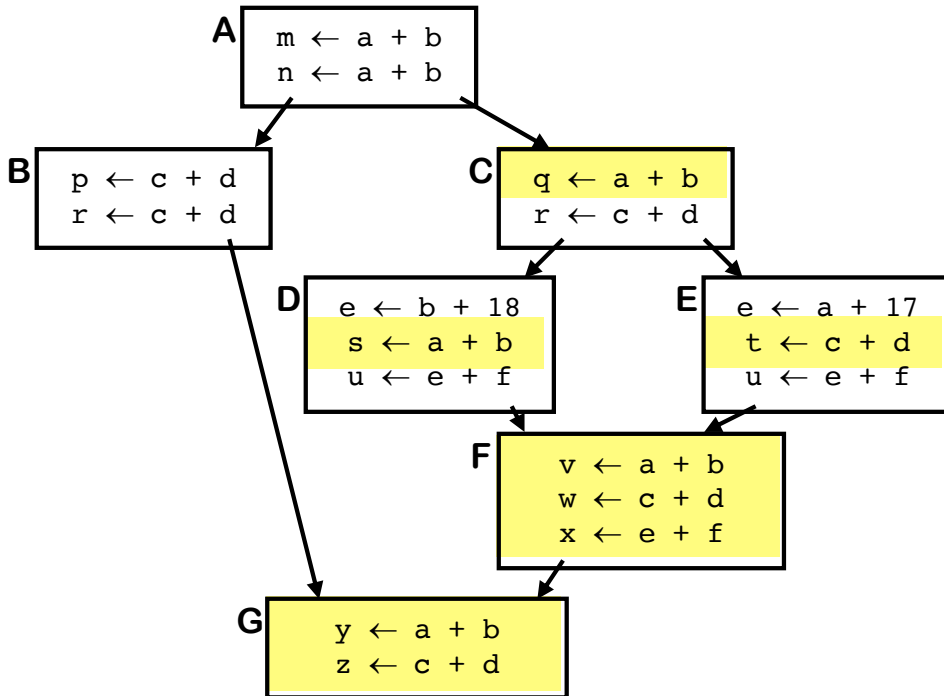 A
m ← a + b
n ← a + b
B
p ← c + d
r ← c + d
C
q ← a + b
r ← c + d
D
e ← b + 18
s ← a + b
u ← e + f
E
e ← a + 17
t ← c + d
u ← e + f
F
v ← a + b
w ← c + d
x ← e + f
G
y ← a + b
z ← c + d